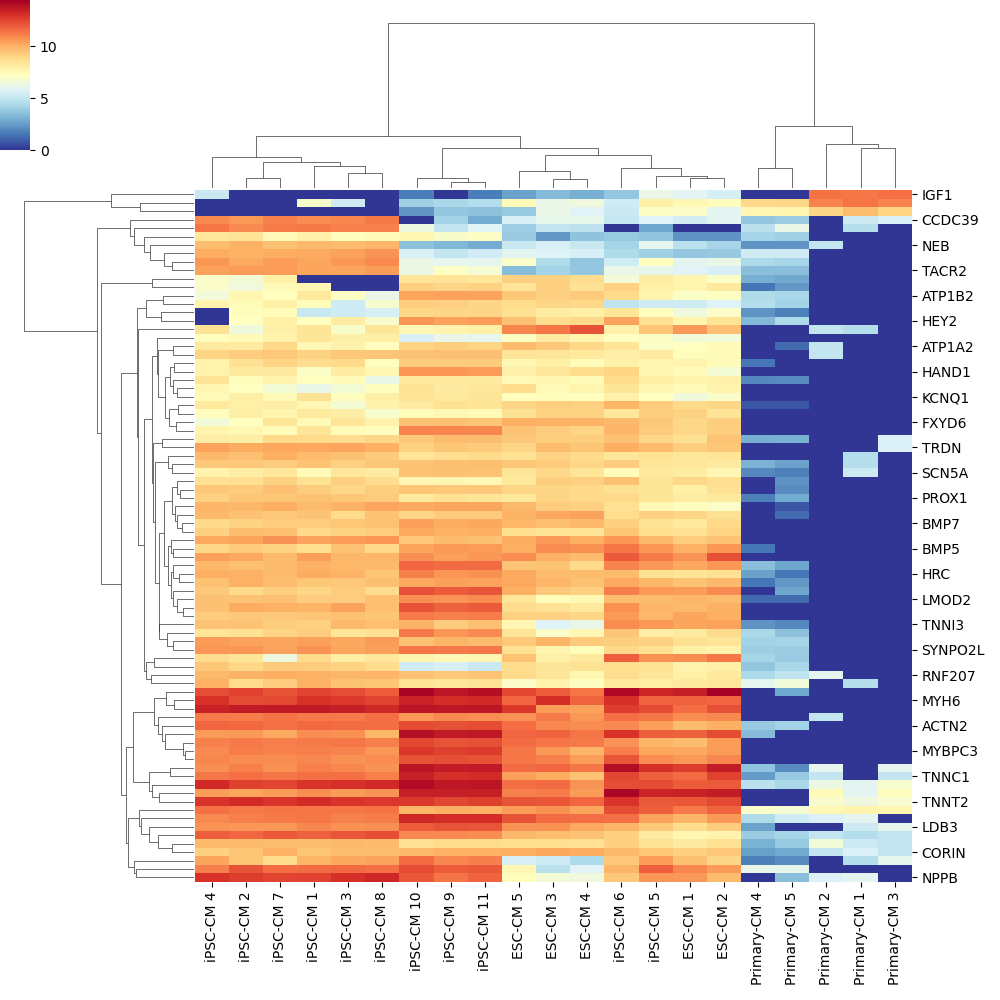 10
5
0
IGF1
CCDC39
NEB
TACR2
ATP1B2
HEY2
ATP1A2
HAND1
KCNQ1
FXYD6
TRDN
SCN5A
PROX1
BMP7
BMP5
HRC
LMOD2
TNNI3
SYNPO2L
RNF207
MYH6
ACTN2
MYBPC3
TNNC1
TNNT2
LDB3
CORIN
NPPB
iPSC-CM 4
iPSC-CM 2
iPSC-CM 7
iPSC-CM 1
iPSC-CM 3
iPSC-CM 8
iPSC-CM 10
iPSC-CM 9
iPSC-CM 11
ESC-CM 5
ESC-CM 3
ESC-CM 4
iPSC-CM 6
iPSC-CM 5
ESC-CM 1
ESC-CM 2
Primary-CM 4
Primary-CM 5
Primary-CM 2
Primary-CM 1
Primary-CM 3